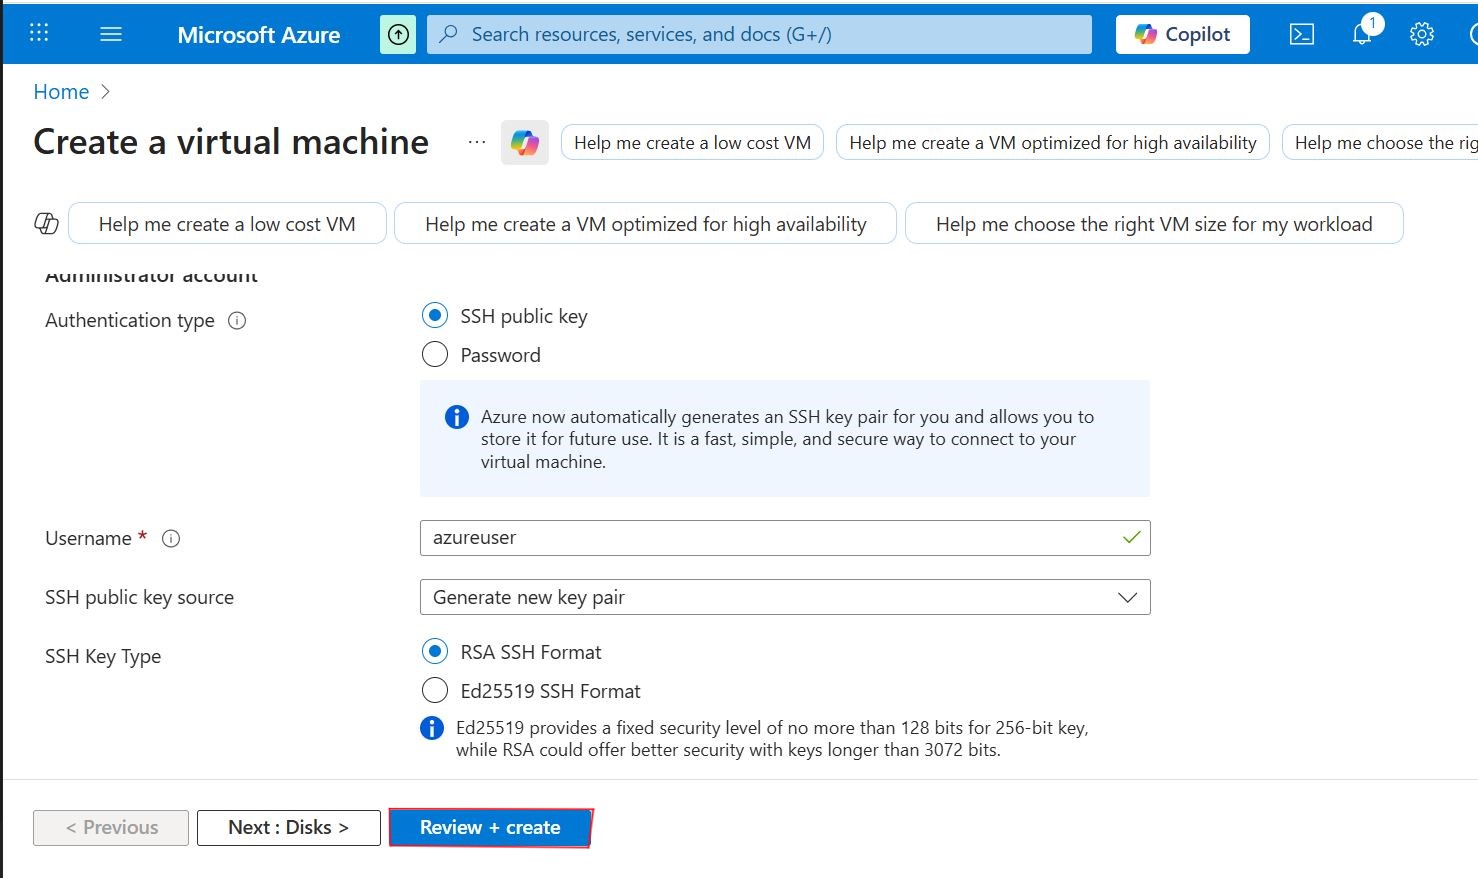 Microsoft Azure
Search resources, services, and docs (G+/)
Copilot
1
Home >
Create a virtual machine
...
Help me create a low cost VM
Help me create a VM optimized for high availability
Help me choose the rig
Help me create a low cost VM
Help me create a VM optimized for high availability
Help me choose the right VM size for my workload
Administrator account
Authentication type
SSH public key
Password
Azure now automatically generates an SSH key pair for you and allows you to
store it for future use. It is a fast, simple, and secure way to connect to your
virtual machine.
Username *
azureuser
SSH public key source
Generate new key pair
SSH Key Type
RSA SSH Format
Ed25519 SSH Format
Ed25519 provides a fixed security level of no more than 128 bits for 256-bit key,
while RSA could offer better security with keys longer than 3072 bits.
< Previous
Next : Disks >
Review + create